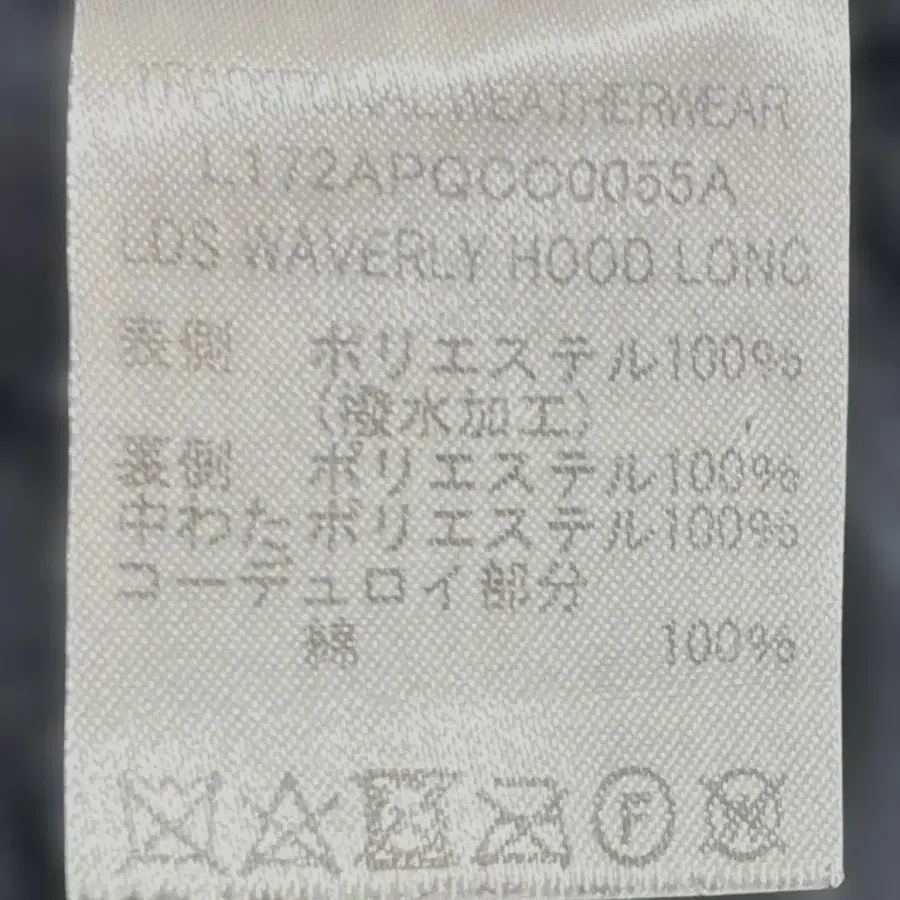 TRADITIONAL WEATHERWEAR
L172APQCO0055A
LDS WAVERLY HOOD LONG
表側 ポリエステル100%
(撥水加工)
裏側 ポリエステル100%
中わた ポリエステル100%
コーデュロイ部分
綿 100%
F